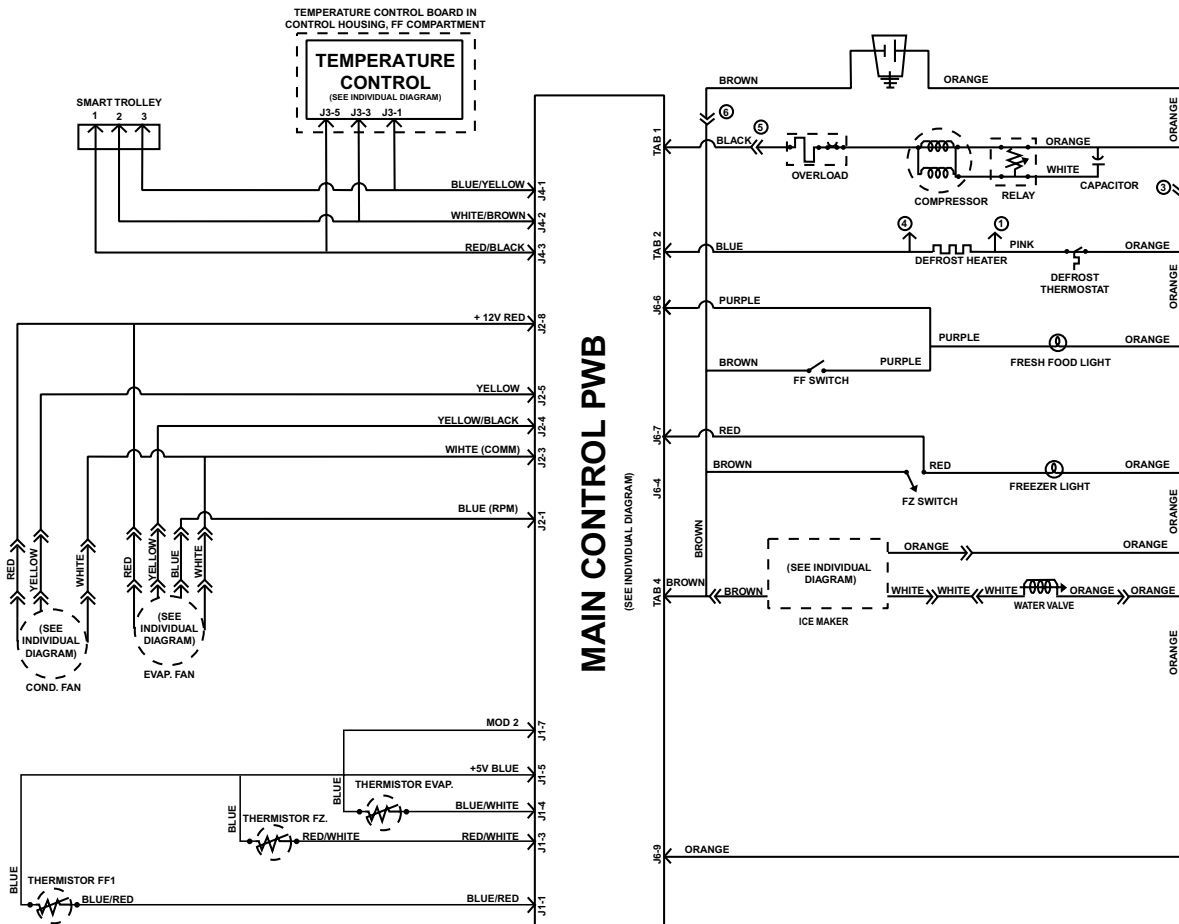 TEMPERATURE CONTROL BOARD IN
CONTROL HOUSING, FF COMPARTMENT
TEMPERATURE
CONTROL
(SEE INDIVIDUAL DIAGRAM)
J3-5 J3-3 J3-1
SMART TROLLEY
1 2 3
BLUE/YELLOW
J4-1
WHITE/BROWN
J4-2
RED/BLACK
J4-3
+ 12V RED
J2-8
YELLOW
J2-5
YELLOW/BLACK
J2-4
WIHTE (COMM)
J2-3
BLUE (RPM)
J2-1
RED
YELLOW
WHITE
RED
YELLOW
BLUE
WHITE
(SEE
INDIVIDUAL
DIAGRAM)
COND. FAN
(SEE
INDIVIDUAL
DIAGRAM)
EVAP. FAN
MOD 2
J1-7
+5V BLUE
J1-5
BLUE
THERMISTOR EVAP.
BLUE/WHITE
J1-4
BLUE
THERMISTOR FZ.
RED/WHITE
RED/WHITE
J1-3
BLUE
THERMISTOR FF1
BLUE/RED
BLUE/RED
J1-1
MAIN CONTROL PWB
(SEE INDIVIDUAL DIAGRAM)
BROWN
ORANGE
ORANGE
6
TAB 1
BLACK
5
OVERLOAD
COMPRESSOR
RELAY
ORANGE
WHITE
CAPACITOR
3
TAB 2
BLUE
4
DEFROST HEATER
1
PINK
DEFROST
THERMOSTAT
ORANGE
ORANGE
J6-6
PURPLE
BROWN
FF SWITCH
PURPLE
PURPLE
FRESH FOOD LIGHT
ORANGE
J6-7
RED
J6-4
BROWN
FZ SWITCH
RED
FREEZER LIGHT
ORANGE
ORANGE
BROWN
TAB 4
BROWN
BROWN
(SEE INDIVIDUAL
DIAGRAM)
ICE MAKER
ORANGE
ORANGE
WHITE
WHITE
WHITE
WATER VALVE
ORANGE
ORANGE
ORANGE
J6-9
ORANGE